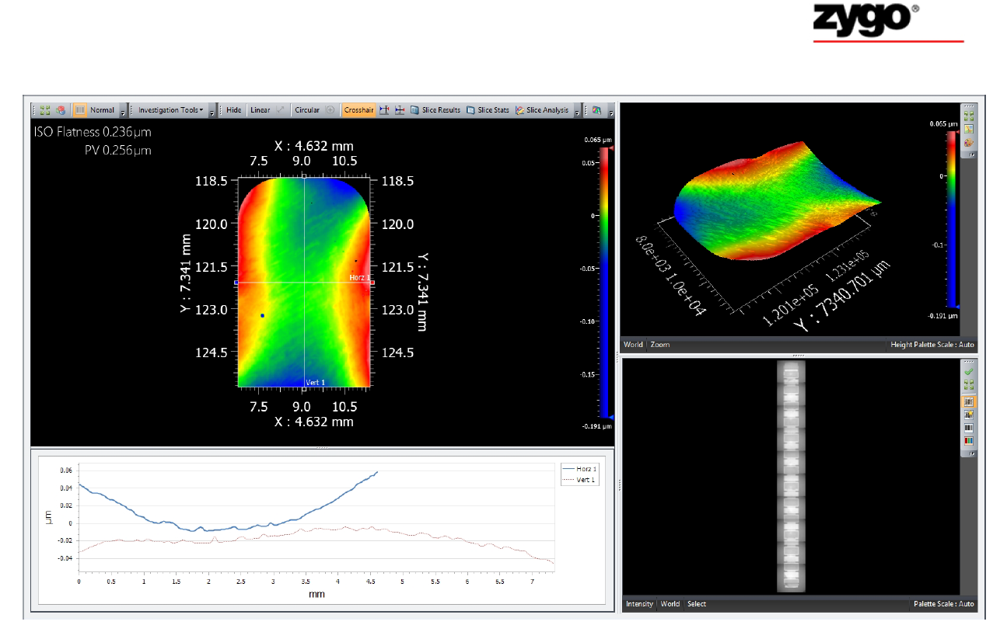 zygo®
Normal Investigation Tools Hide Linear Circular Crosshair Slice Results Slice Stats Slice Analysis
ISO Flatness 0.236µm
PV 0.256µm
X : 4.632 mm
7.5 9.0 10.5
118.5 118.5
120.0 120.0
121.5 121.5
123.0 123.0
124.5 124.5
Y : 7.341 mm
Y : 7.341 mm
Horz 1
Vert 1
7.5 9.0 10.5
X : 4.632 mm
0.065 µm
0.05
0
-0.05
-0.10
-0.15
-0.191 µm
0.065 µm
0
-0.1
-0.191 µm
8.0e+03 1.0e+04
1.201e+05 1.231e+05
Y : 7340.701 µm
World Zoom Height Palette Scale : Auto
µm
0.06
0.04
0.02
0
-0.02
-0.04
0 0.5 1 1.5 2 2.5 3 3.5 4 4.5 5 5.5 6 6.5 7
mm
Horz 1
Vert 1
Intensity World Select Palette Scale : Auto